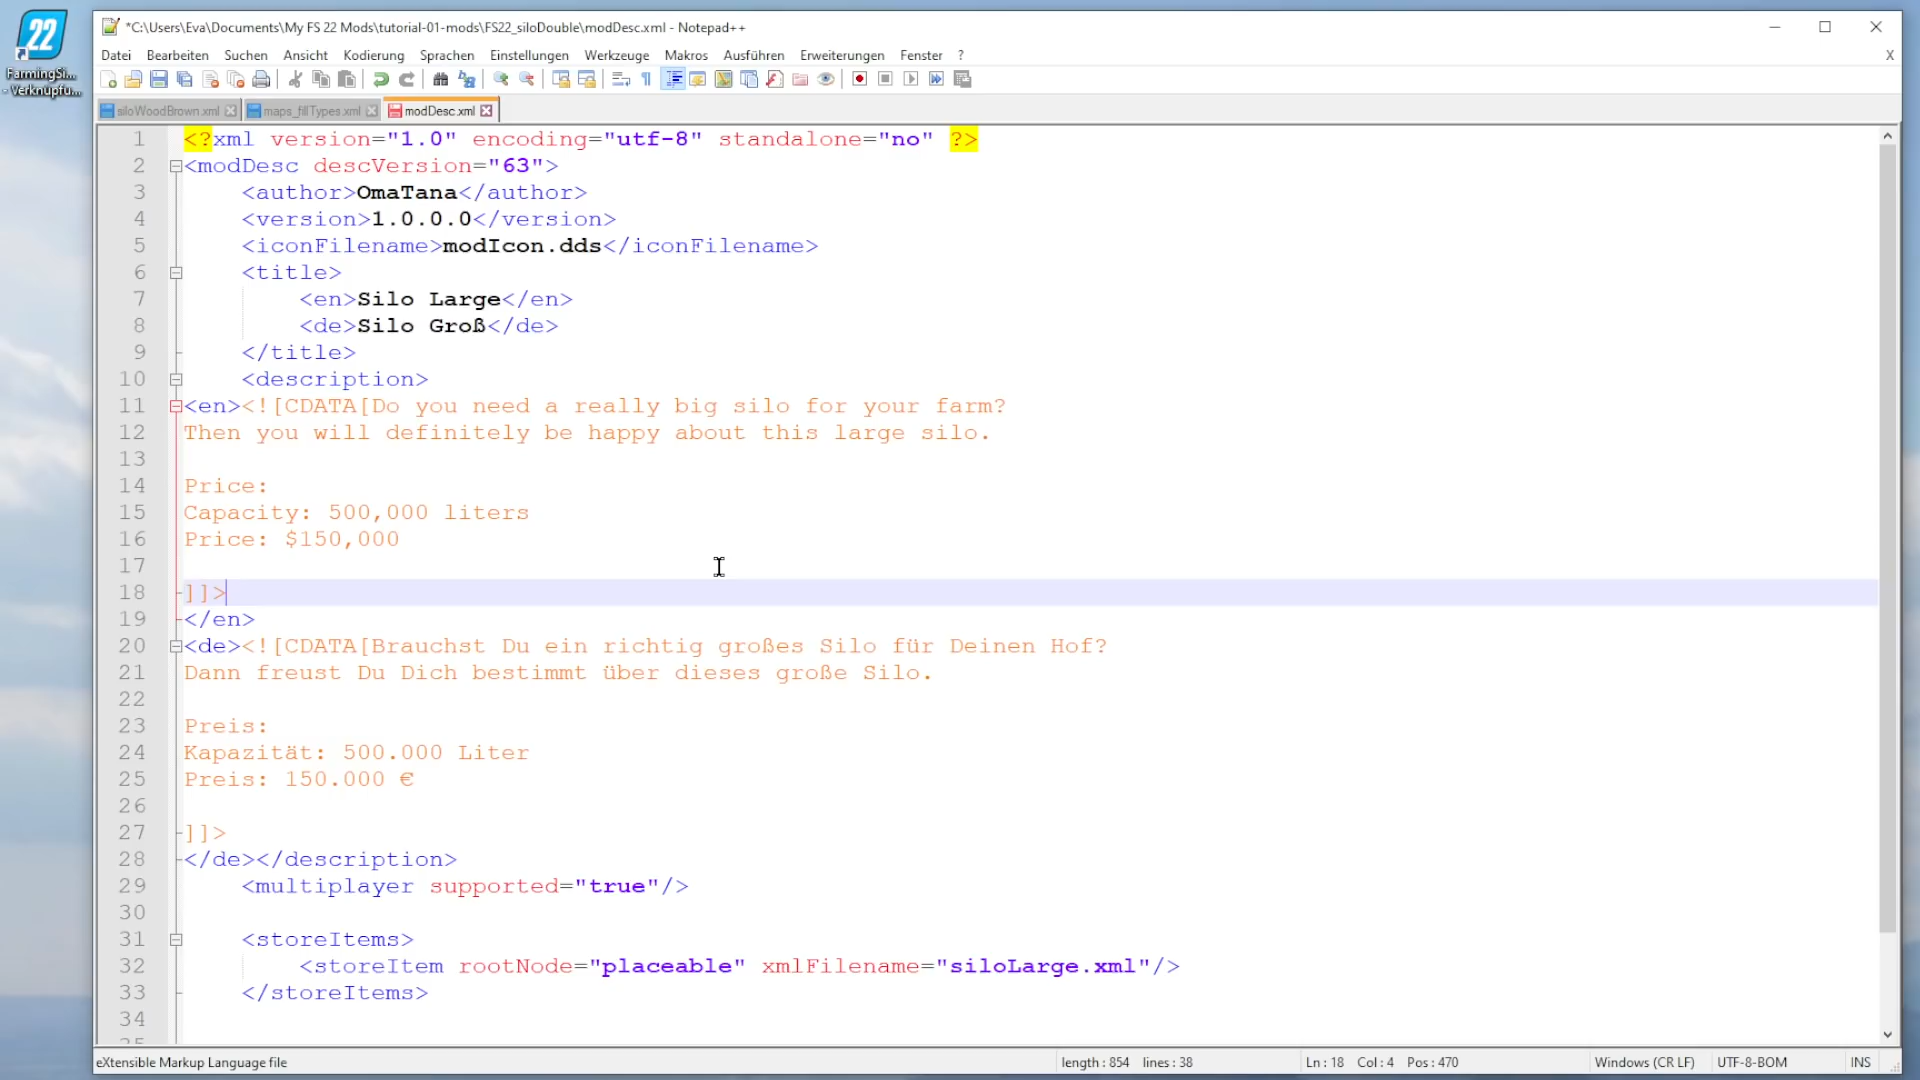 22
FarmingSi...
- Verknüpfu...
*C:\Users\Eva\Documents\My FS 22 Mods\tutorial-01-mods\FS22_siloDouble\modDesc.xml - Notepad++
Datei Bearbeiten Suchen Ansicht Kodierung Sprachen Einstellungen Werkzeuge Makros Ausführen Erweiterungen Fenster ?
X
siloWoodBrown.xml maps_fillTypes.xml modDesc.xml
1 <?xml version="1.0" encoding="utf-8" standalone="no" ?>
2 <modDesc descVersion="63">
3 <author>OmaTana</author>
4 <version>1.0.0.0</version>
5 <iconFilename>modIcon.dds</iconFilename>
6 <title>
7 <en>Silo Large</en>
8 <de>Silo Groß</de>
9 </title>
10 <description>
11 <en><![CDATA[Do you need a really big silo for your farm?
12 Then you will definitely be happy about this large silo.
13
14 Price:
15 Capacity: 500,000 liters
16 Price: $150,000
17
18 ]]>
19 </en>
20 <de><![CDATA[Brauchst Du ein richtig großes Silo für Deinen Hof?
21 Dann freust Du Dich bestimmt über dieses große Silo.
22
23 Preis:
24 Kapazität: 500.000 Liter
25 Preis: 150.000 €
26
27 ]]>
28 </de></description>
29 <multiplayer supported="true"/>
30
31 <storeItems>
32 <storeItem rootNode="placeable" xmlFilename="siloLarge.xml"/>
33 </storeItems>
34
35
eXtensible Markup Language file length : 854 lines : 38 Ln : 18 Col : 4 Pos : 470 Windows (CR LF) UTF-8-BOM INS